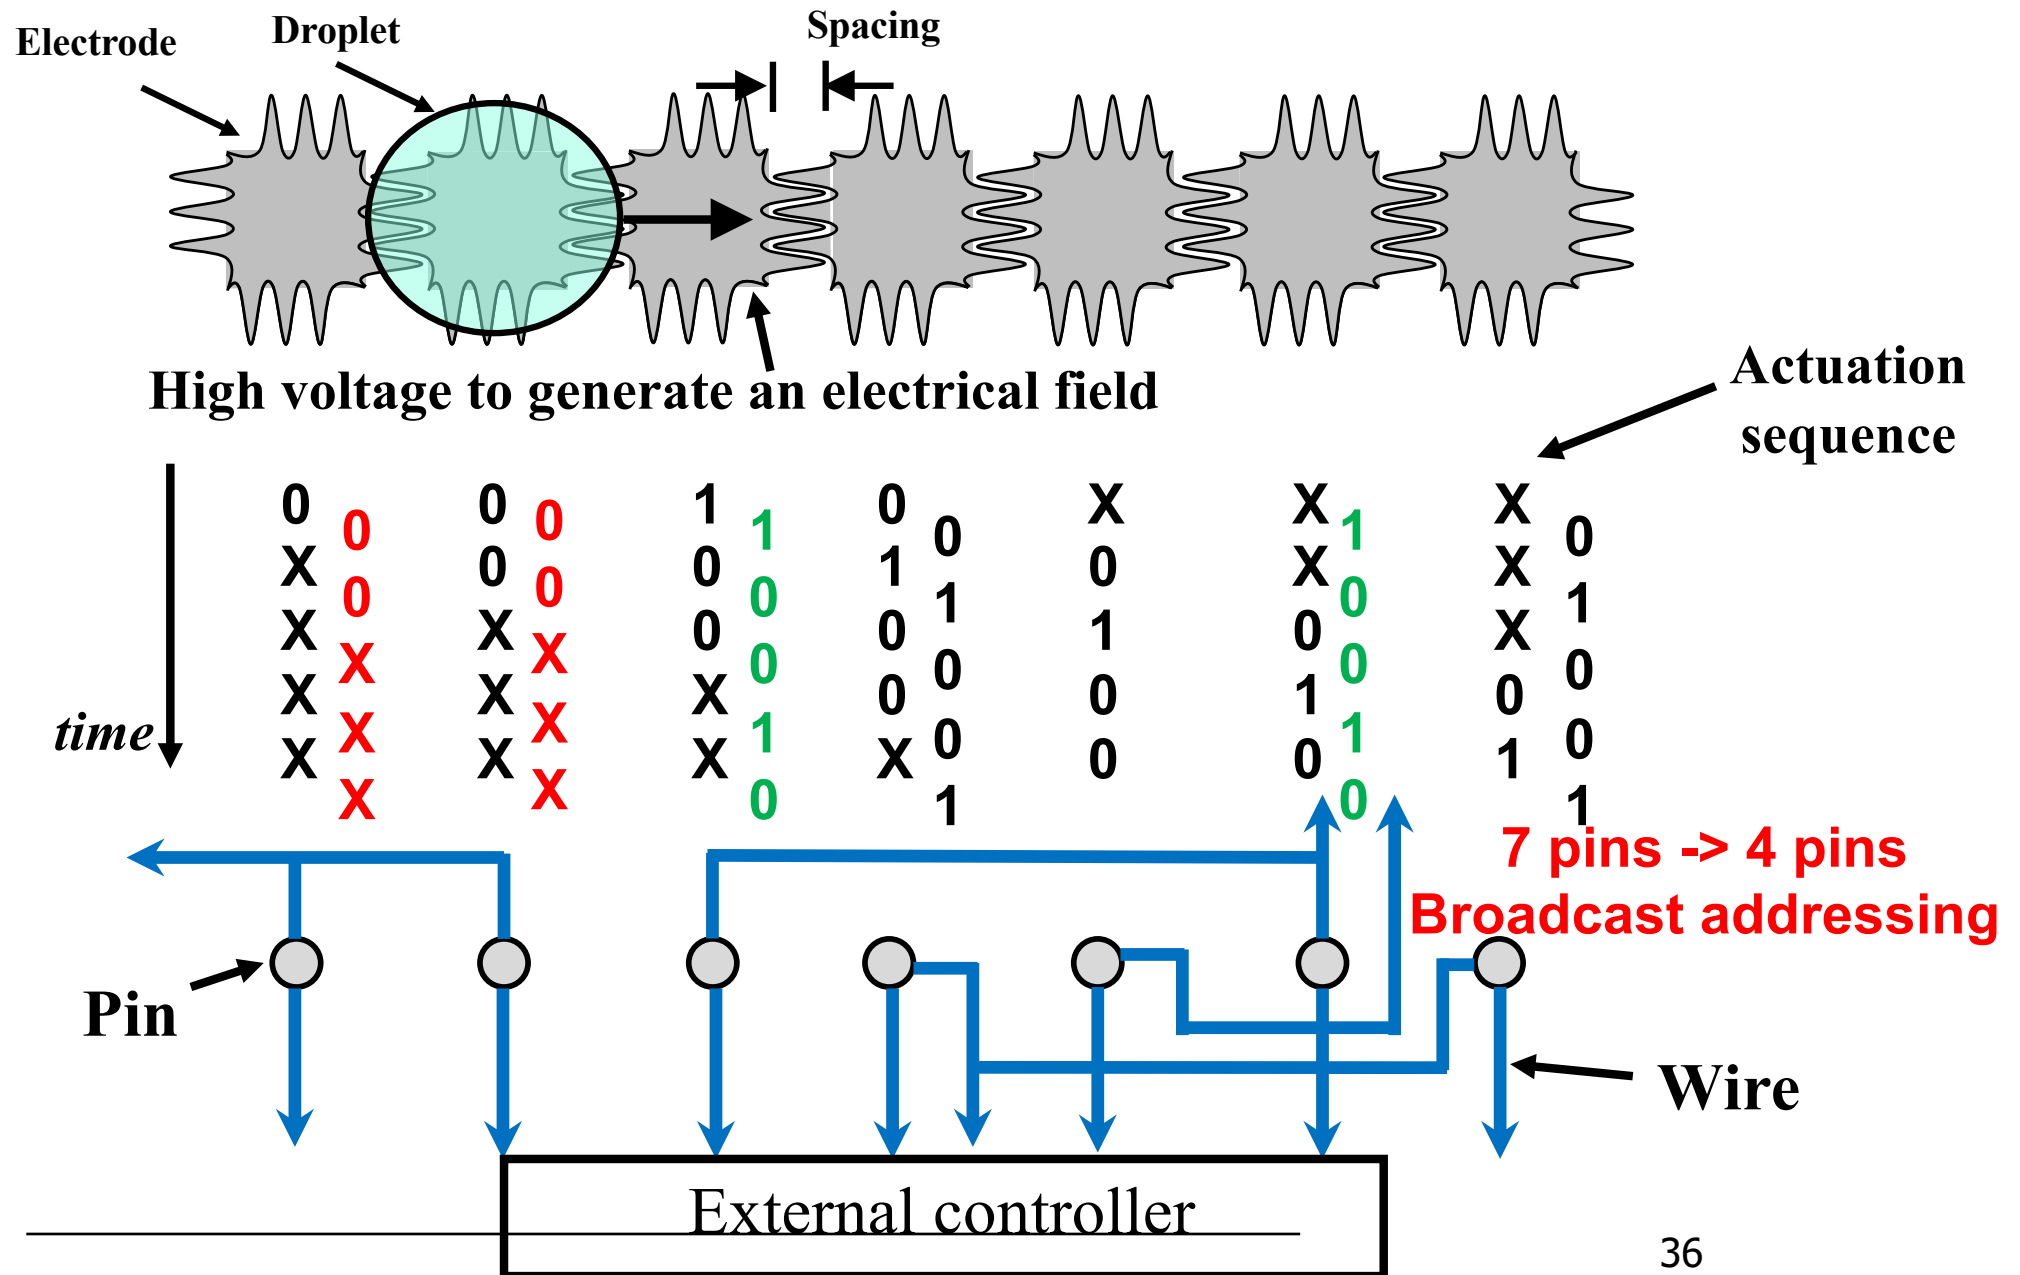 Electrode
Droplet
Spacing
High voltage to generate an electrical field
Actuation
sequence
0 0 1 0 X X X
0 0 1 0 1 0
X 0 0 1 0 X X
0 0 0 1 0 1
X X 0 0 1 0 X
X X 0 0 0 0
X X X 0 0 1 0
time
X X 1 0 1 0
X X X X 0 0 1
X X 0 1 0 1
7 pins -> 4 pins
Broadcast addressing
Pin
Wire
External controller
36